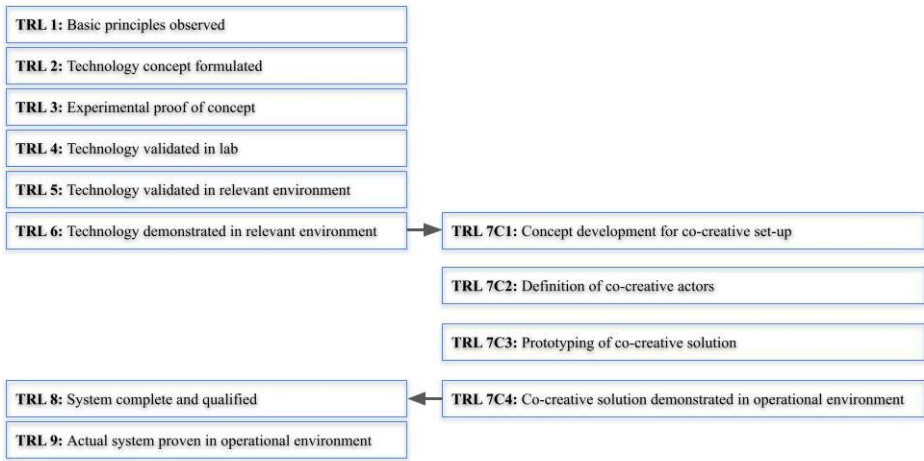 TRL 1: Basic principles observed
TRL 2: Technology concept formulated
TRL 3: Experimental proof of concept
TRL 4: Technology validated in lab
TRL 5: Technology validated in relevant environment
TRL 6: Technology demonstrated in relevant environment
TRL 7C1: Concept development for co-creative set-up
TRL 7C2: Definition of co-creative actors
TRL 7C3: Prototyping of co-creative solution
TRL 7C4: Co-creative solution demonstrated in operational environment
TRL 8: System complete and qualified
TRL 9: Actual system proven in operational environment